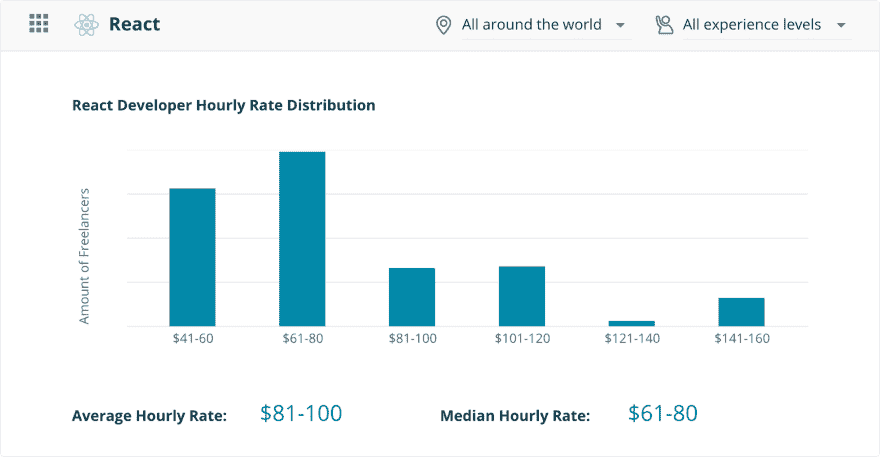 React
All around the world
All experience levels
React Developer Hourly Rate Distribution
Amount of Freelancers
$41-60
$61-80
$81-100
$101-120
$121-140
$141-160
Average Hourly Rate: $81-100
Median Hourly Rate: $61-80